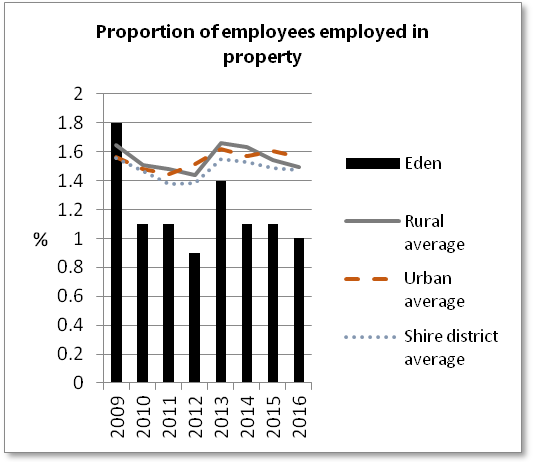 Proportion of employees employed in
property
2
1.8
1.6
1.4
1.2
1
0.8
0.6
0.4
0.2
0
%
2009
2010
2011
2012
2013
2014
2015
2016
Eden
Rural
average
Urban
average
Shire district
average